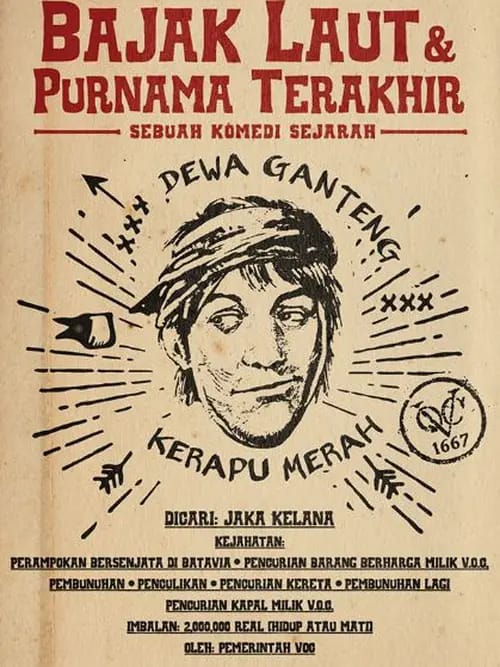 BAJAK LAUT &
PURNAMA TERAKHIR
SEBUAH KOMEDI SEJARAH
DEWA GANTENG
XXX
XXX
KERAPU MERAH
VOC
1667
DICARI: JAKA KELANA
KEJAHATAN:
PERAMPOKAN BERSENJATA DI BATAVIA • PENCURIAN BARANG BERHARGA MILIK V.O.C.
PEMBUNUHAN • PENCULIKAN • PENCURIAN KERETA • PEMBUNUHAN LAGI
PENCURIAN KAPAL MILIK V.O.C.
IMBALAN: 2,000,000 REAL (HIDUP ATAU MATI)
OLEH: PEMERINTAH VOC